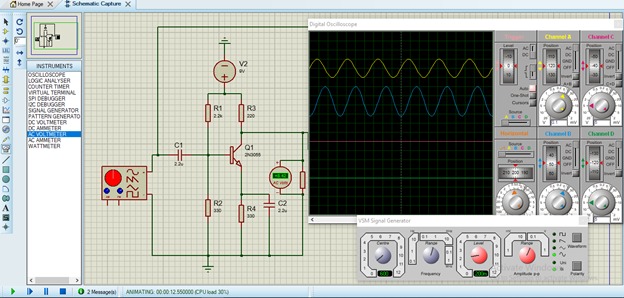 Home Page
Schematic Capture
INSTRUMENTS
OSCILLOSCOPE
LOGIC ANALYSER
COUNTER TIMER
VIRTUAL TERMINAL
SPI DEBUGGER
I2C DEBUGGER
SIGNAL GENERATOR
PATTERN GENERATO
DC VOLTMETER
DC AMMETER
AC VOLTMETER
AC AMMETER
WATTMETER
V2
9V
R1
2.2k
R3
220
C1
2.2u
Q1
2N3055
R2
330
R4
330
C2
2.2u
Digital Oscilloscope
Channel A
Channel C
Level
AC
DC
GND
OFF
Position
Auto
One-Shot
Cursors
Source
Horizontal
Channel B
Channel D
Source
Position
VSM Signal Generator
Centre
Range
Frequency
Level
Range
Amplitude p-p
Waveform
Uni
Bi
Polarity
2 Message(s)
ANIMATING: 00:00:12.550000 (CPU load 30%)